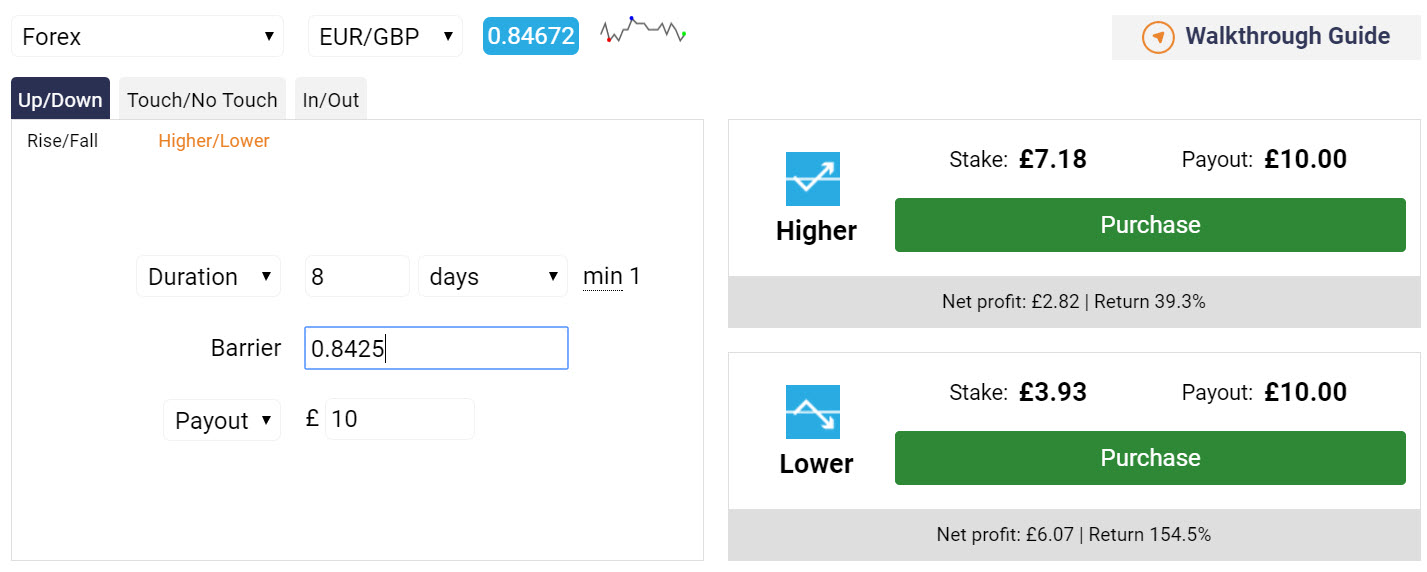 Forex ▼ EUR/GBP ▼ 0.84672 Walkthrough Guide
Up/Down Touch/No Touch In/Out
Rise/Fall Higher/Lower
Duration ▼ 8 days ▼ min 1
Barrier 0.8425
Payout ▼ £ 10
Stake: £7.18 Payout: £10.00
Higher Purchase
Net profit: £2.82 | Return 39.3%
Stake: £3.93 Payout: £10.00
Lower Purchase
Net profit: £6.07 | Return 154.5%